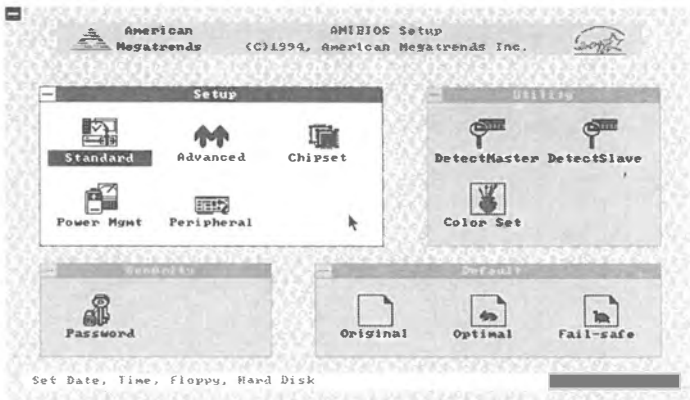 American
Megatrends
AMIBIOS Setup
(C)1994, American Megatrends Inc.
Setup
Standard
Advanced
Chipset
Power Mgmt
Peripheral
Utility
DetectMaster
DetectSlave
Color Set
Security
Password
Default
Original
Optimal
Fail-safe
Set Date, Time, Floppy, Hard Disk